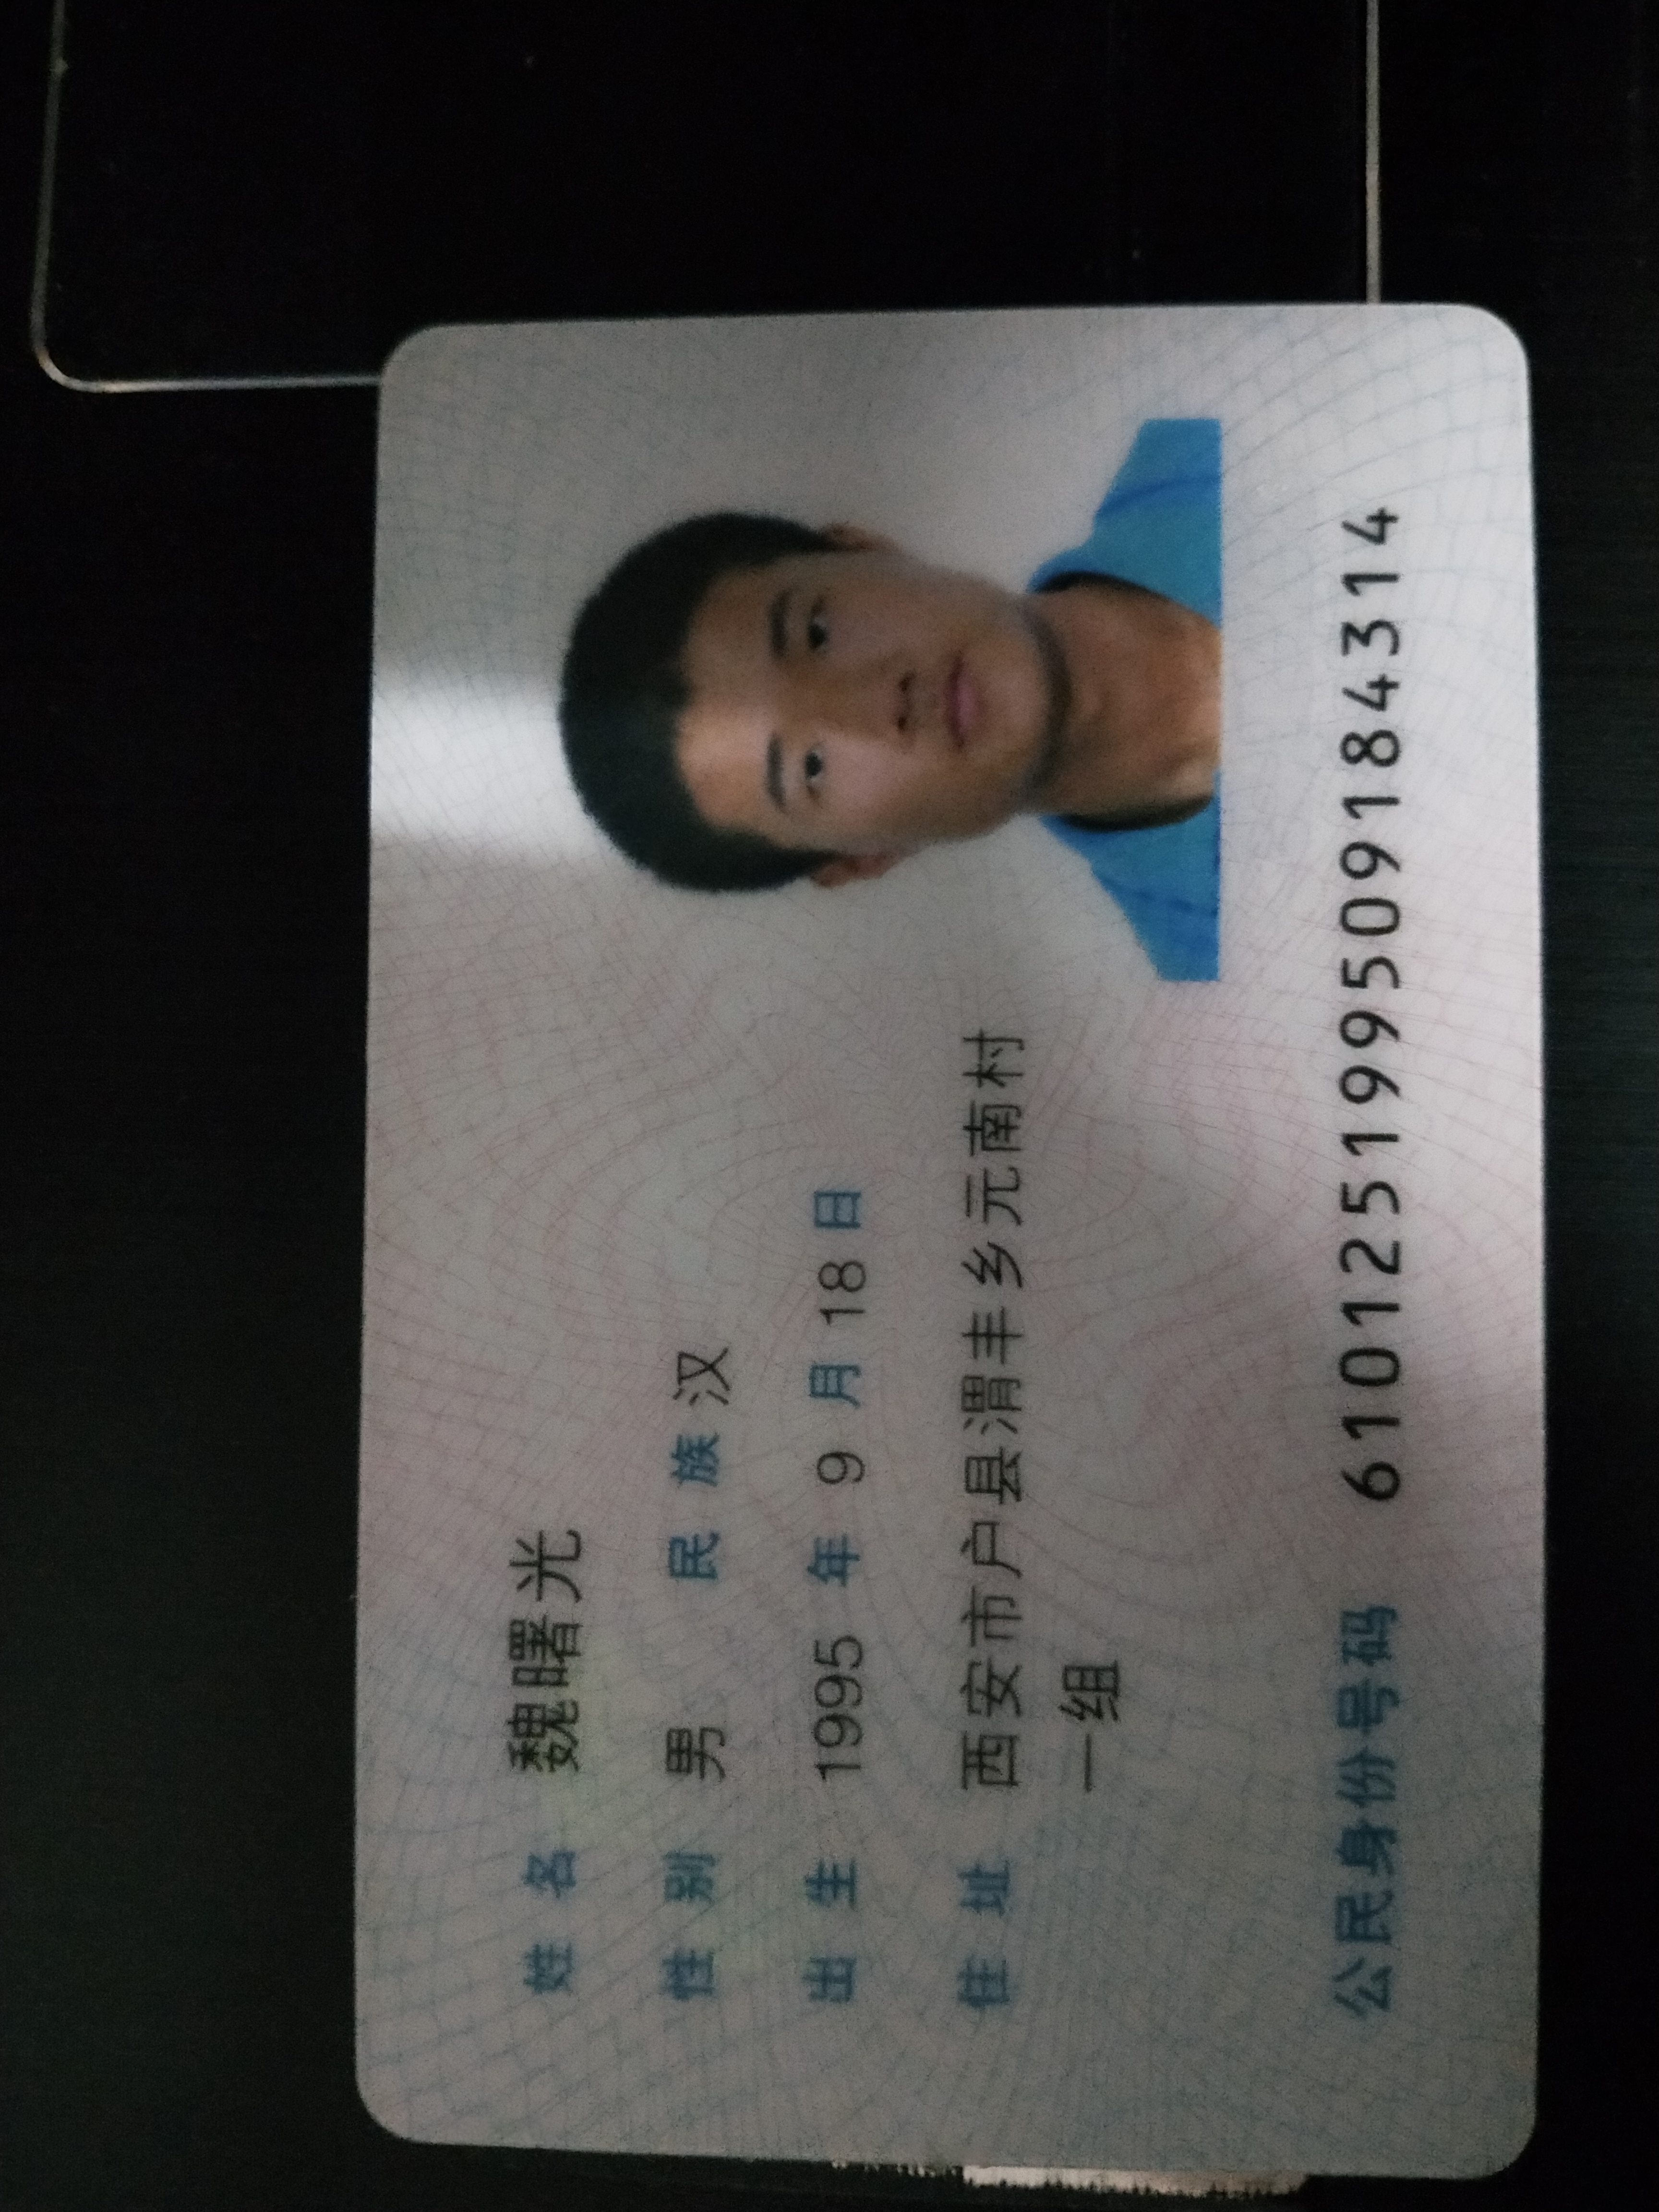 姓名 魏曙光
性别 男 民族 汉
出生 1995 年 9 月 18 日
住址 西安市户县渭丰乡元南村
一组
公民身份号码 610125199509184314